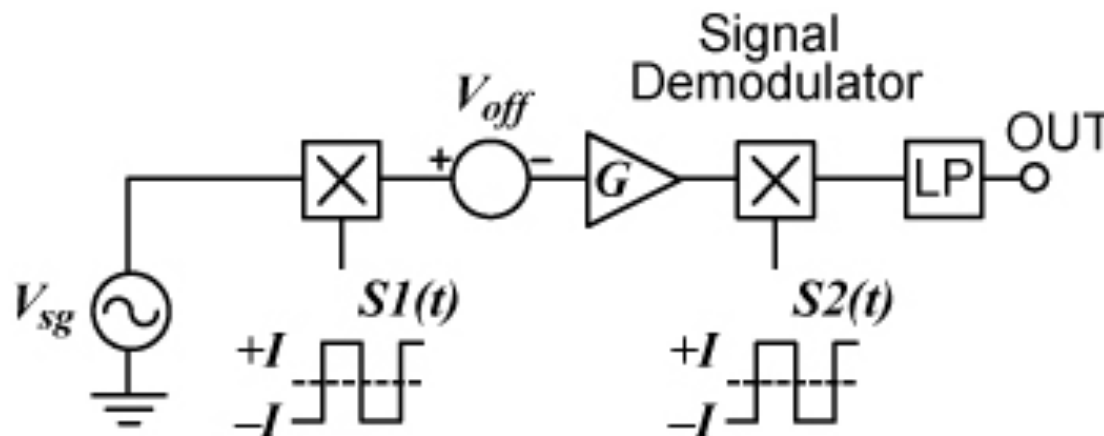 Signal
Demodulator
V_off
OUT
+
−
G
LP
V_sg
S1(t)
S2(t)
+I
+I
−I
−I